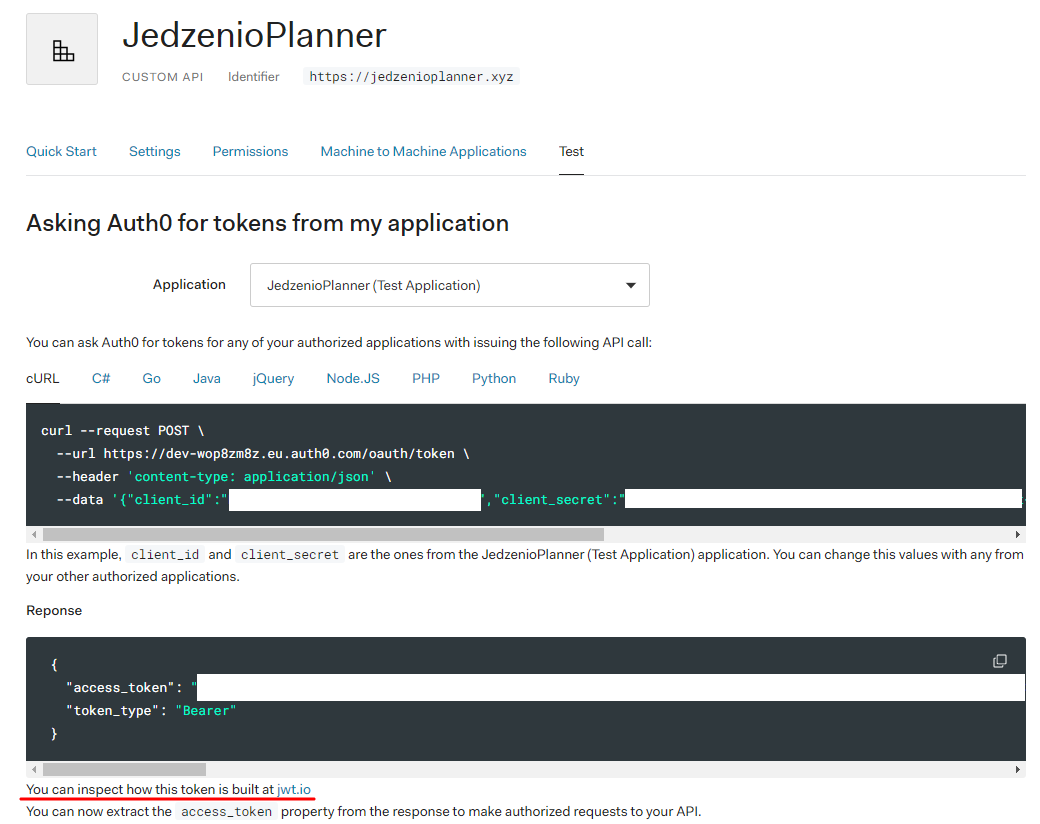 JedzenioPlanner
CUSTOM API Identifier https://jedzenioplanner.xyz
Quick Start Settings Permissions Machine to Machine Applications Test
Asking Auth0 for tokens from my application
Application JedzenioPlanner (Test Application)
You can ask Auth0 for tokens for any of your authorized applications with issuing the following API call:
cURL C# Go Java jQuery Node.JS PHP Python Ruby
curl --request POST \
--url https://dev-wop8zm8z.eu.auth0.com/oauth/token \
--header 'content-type: application/json' \
--data '{"client_id":" ","client_secret":"
In this example, client_id and client_secret are the ones from the JedzenioPlanner (Test Application) application. You can change this values with any from
your other authorized applications.
Reponse
{
"access_token": "
"token_type": "Bearer"
}
You can inspect how this token is built at jwt.io
You can now extract the access_token property from the response to make authorized requests to your API.